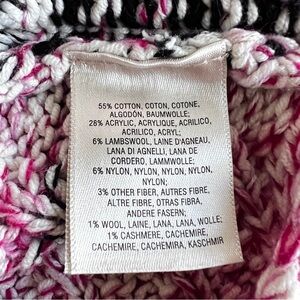 55% COTTON, COTON, COTONE,
ALGODÓN, BAUMWOLLE;
28% ACRYLIC, ACRYLIQUE, ACRILICO,
ACRILICO, ACRYL;
6% LAMBSWOOL, LAINE D'AGNEAU,
LANA DI AGNELLI, LANA DE
CORDERO, LAMMWOLLE;
6% NYLON, NYLON, NYLON, NYLON,
NYLON;
3% OTHER FIBER, AUTRES FIBRE,
ALTRE FIBRE, OTRAS FIBRA,
ANDERE FASERN;
1% WOOL, LAINE, LANA, LANA, WOLLE;
1% CASHMERE, CACHEMIRE,
CACHEMIRE, CACHEMIRA, KASCHMIR